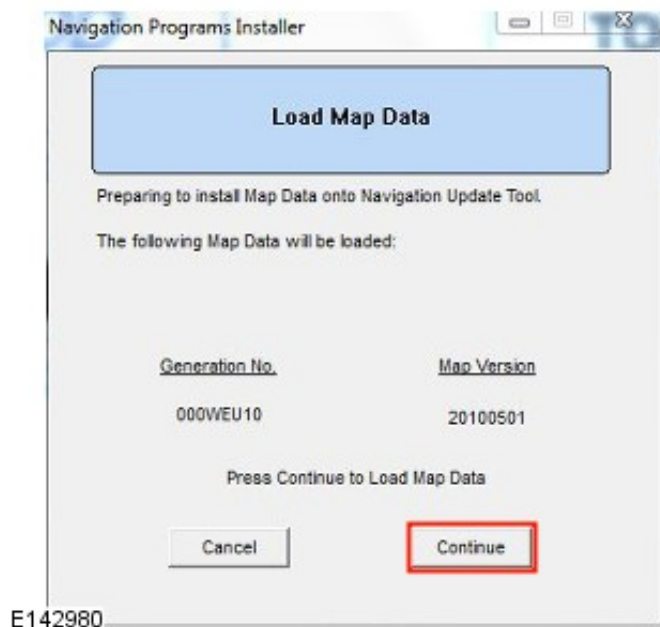 Navigation Programs Installer
Load Map Data
Preparing to install Map Data onto Navigation Update Tool.
The following Map Data will be loaded:
Generation No. Map Version
000WEU10 20100501
Press Continue to Load Map Data
Cancel Continue
E142980